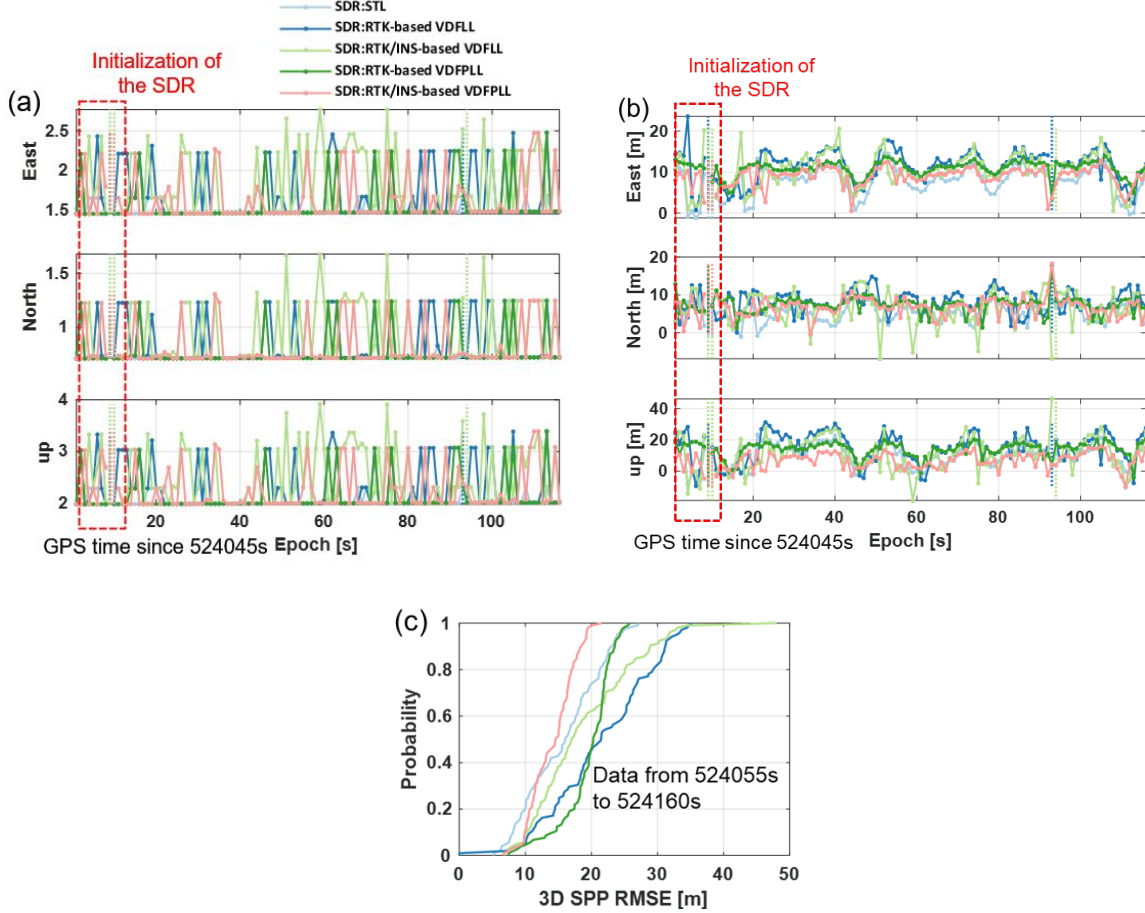 SDR:STL
SDR:RTK-based VDFLL
SDR:RTK/INS-based VDFLL
SDR:RTK-based VDFPLL
SDR:RTK/INS-based VDFPLL
Initialization of
the SDR
(a)
East
2.5
2
1.5
North
1.5
1
up
4
3
2
20
40
60
80
100
GPS time since 524045s
Epoch [s]
Initialization of
the SDR
(b)
East [m]
20
10
0
North [m]
20
10
0
up [m]
40
20
0
20
40
60
80
100
GPS time since 524045s
Epoch [s]
(c)
Probability
1
0.8
0.6
0.4
0.2
0
Data from 524055s
to 524160s
0
10
20
30
40
50
3D SPP RMSE [m]